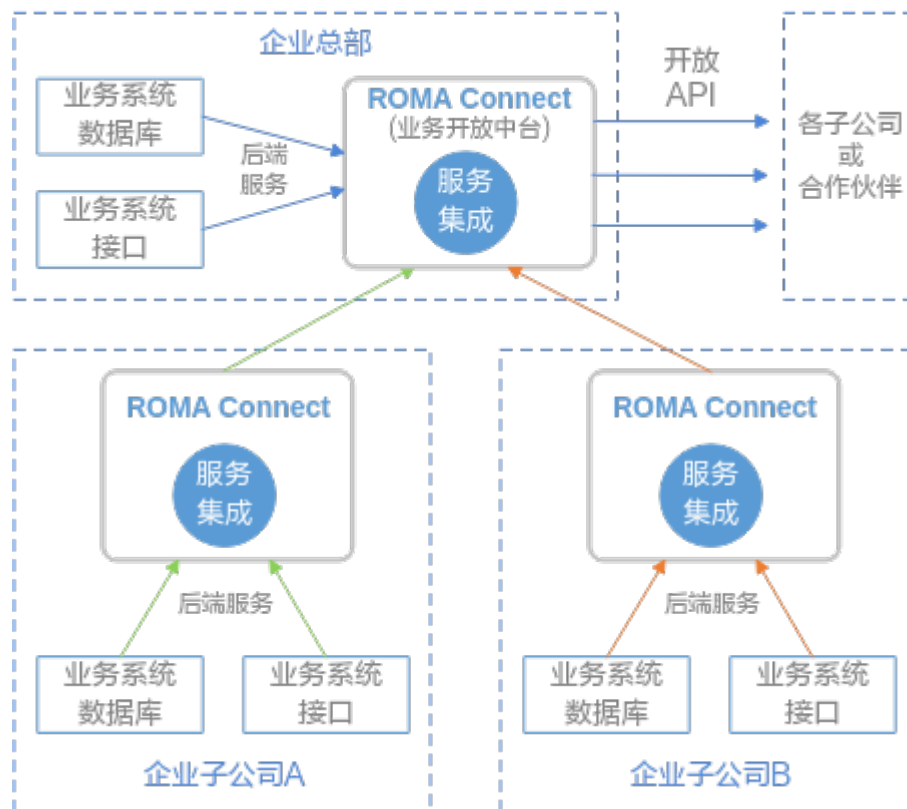 企业总部
业务系统
数据库
业务系统
接口
后端
服务
ROMA Connect
(业务开放中台)
服务
集成
开放
API
各子公司
或
合作伙伴
ROMA Connect
服务
集成
后端服务
业务系统
数据库
业务系统
接口
企业子公司A
ROMA Connect
服务
集成
后端服务
业务系统
数据库
业务系统
接口
企业子公司B